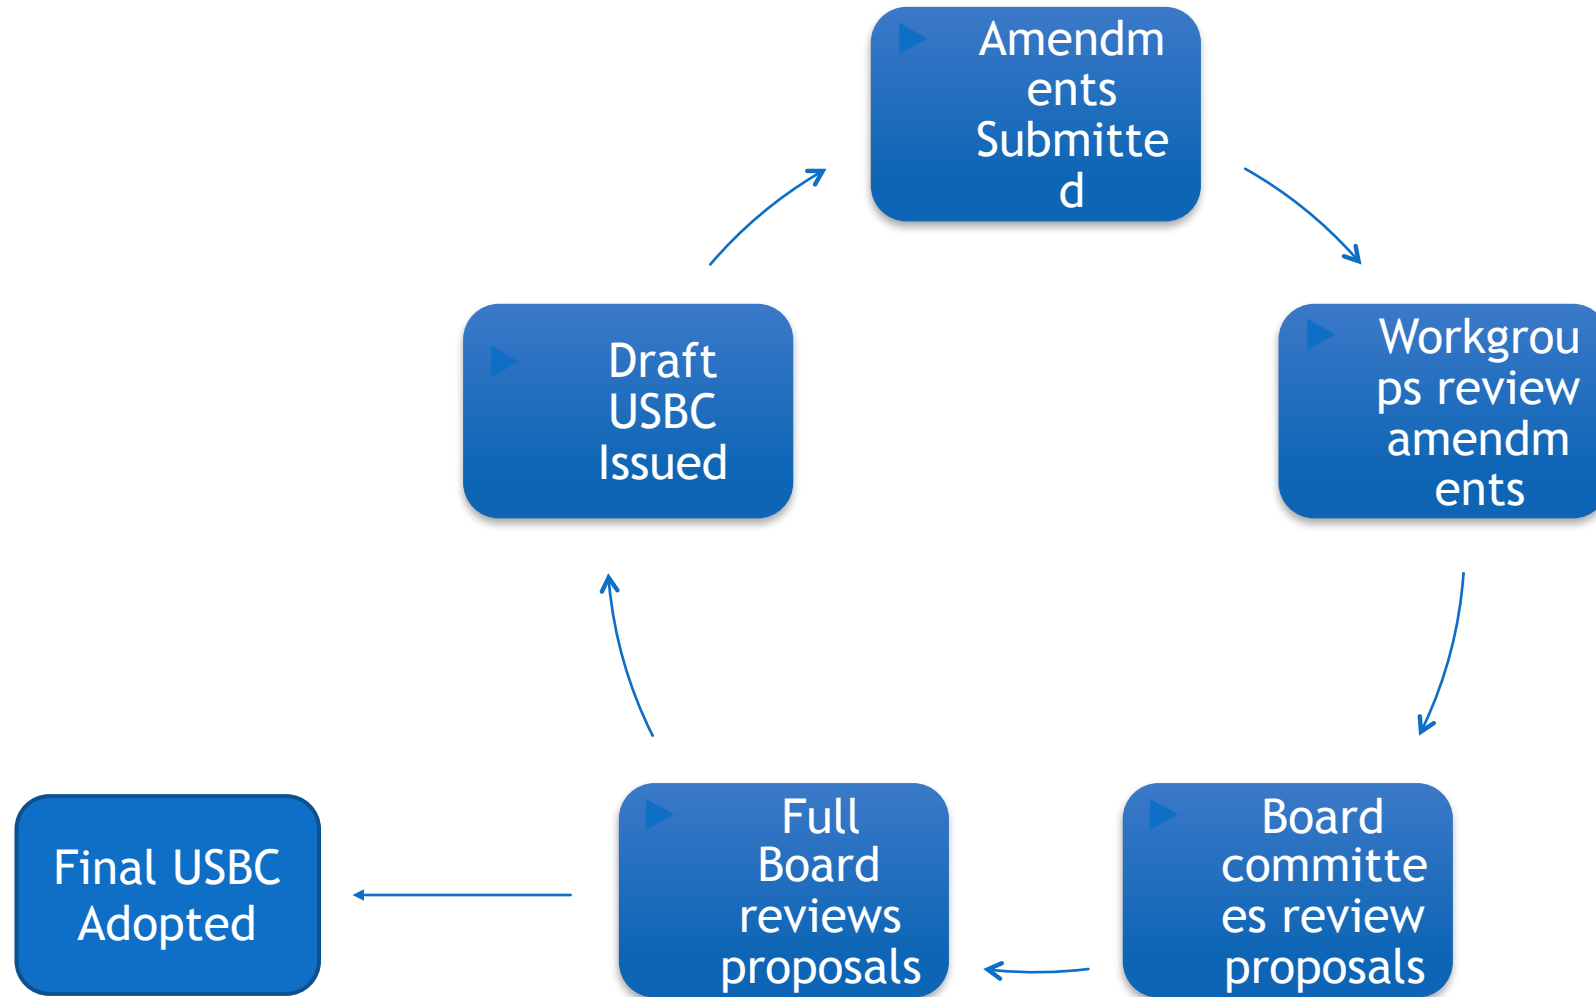 Amendm
ents
Submitte
d
Workgrou
ps review
amendm
ents
Draft
USBC
Issued
Full
Board
reviews
proposals
Board
committe
es review
proposals
Final USBC
Adopted